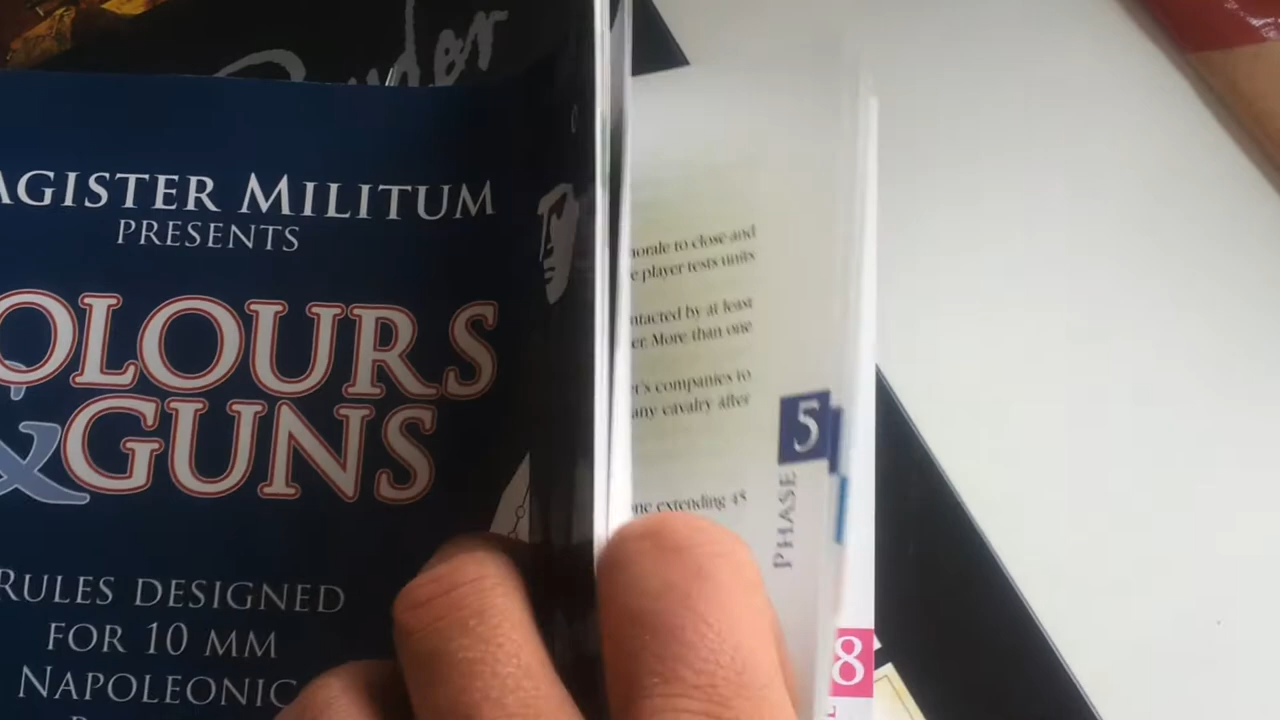 AGISTER MILITUM
PRESENTS
OLOURS
&GUNS
RULES DESIGNED
FOR 10 MM
NAPOLEONIC
orale to close and
e player tests units
ntacted by at least
er. More than one
r's companies to
any cavalry after
one extending 45
5
PHASE
8